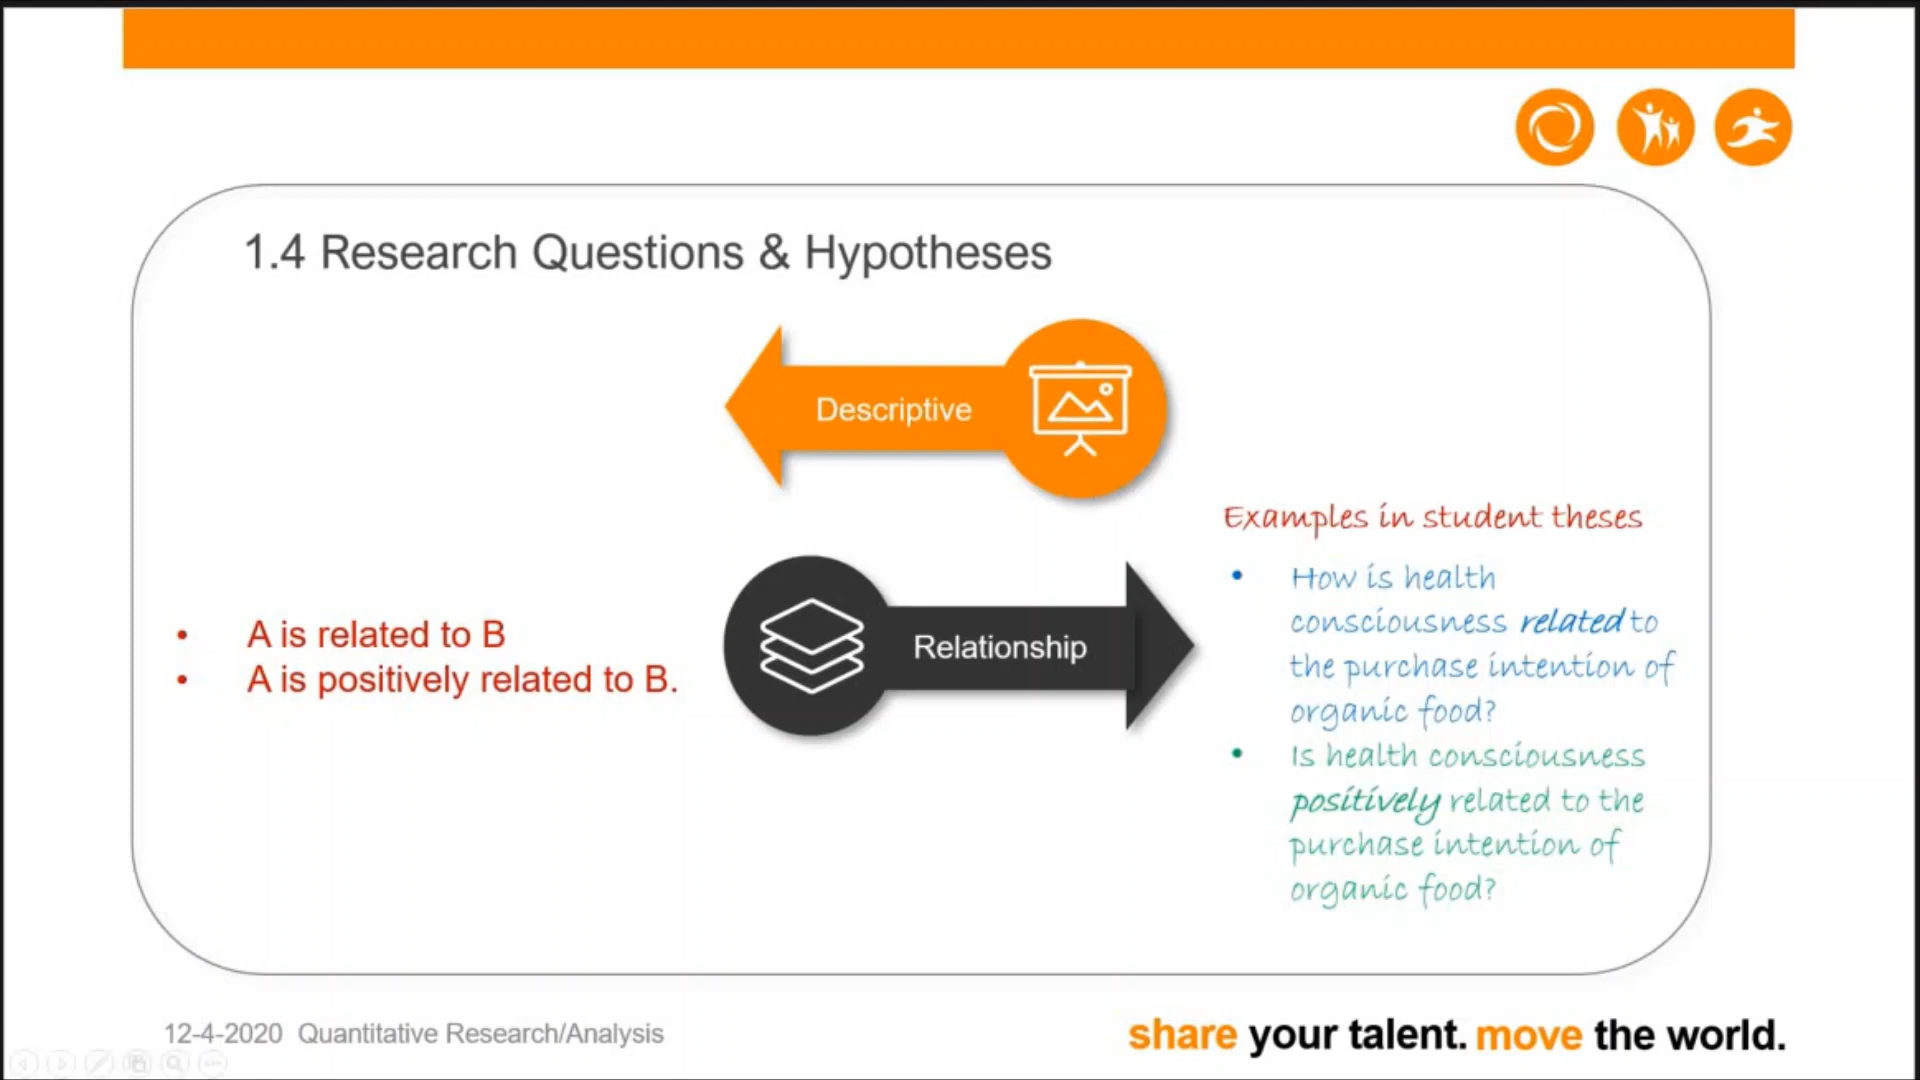 1.4 Research Questions & Hypotheses
Descriptive
• A is related to B
• A is positively related to B.
Relationship
Examples in student theses
• How is health
consciousness related to
the purchase intention of
organic food?
• Is health consciousness
positively related to the
purchase intention of
organic food?
12-4-2020 Quantitative Research/Analysis
share your talent. move the world.